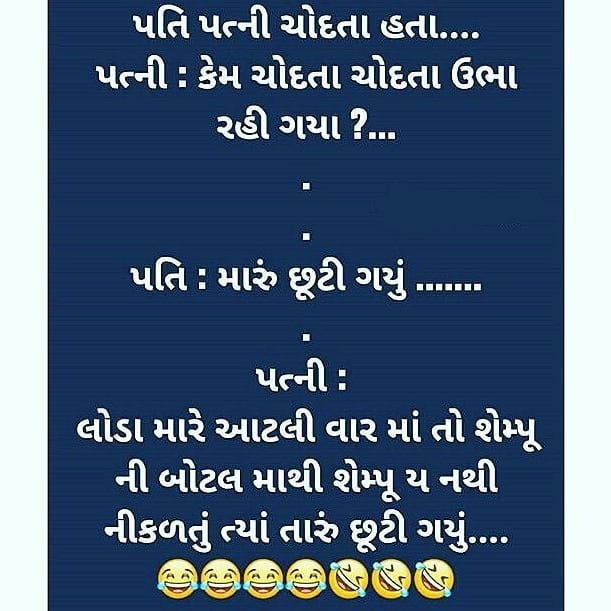 પતિ પત્ની ચોદતા હતા....
પત્ની : કેમ ચોદતા ચોદતા ઉભા
રહી ગયા ?...
.
.
પતિ : મારું છૂટી ગયું .......
.
પત્ની :
લોડા મારે આટલી વાર માં તો શેમ્પૂ
ની બોટલ માથી શેમ્પૂ ય નથી
નીકળતું ત્યાં તારું છૂટી ગયું....
😂😂😂😂🤣🤣🤣